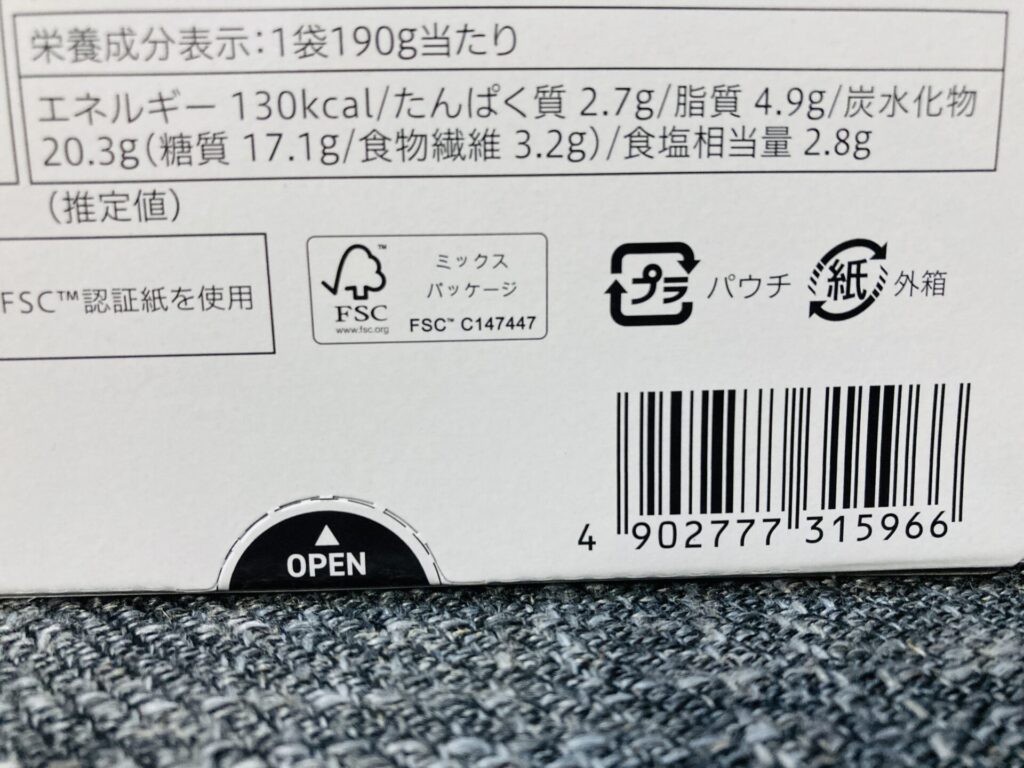 栄養成分表示：1袋190g当たり
エネルギー 130kcal/たんぱく質 2.7g/脂質 4.9g/炭水化物
20.3g(糖質 17.1g/食物繊維 3.2g)/食塩相当量 2.8g
（推定値）
FSC™認証紙を使用
FSC
www.fsc.org
ミックス
パッケージ
FSC™ C147447
プラ
パウチ
紙
外箱
OPEN
4 902777 315966